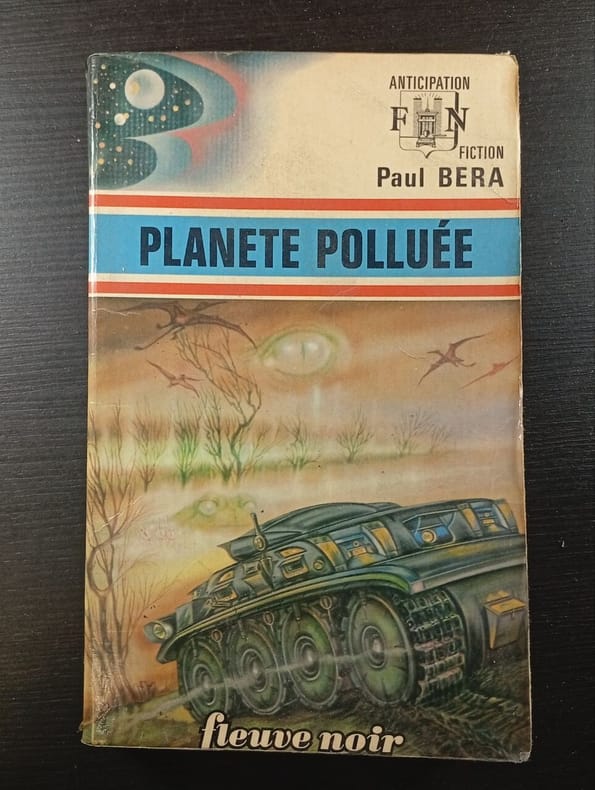 ANTICIPATION
FN
FICTION
Paul BERA
PLANETE POLLUÉE
fleuve noir